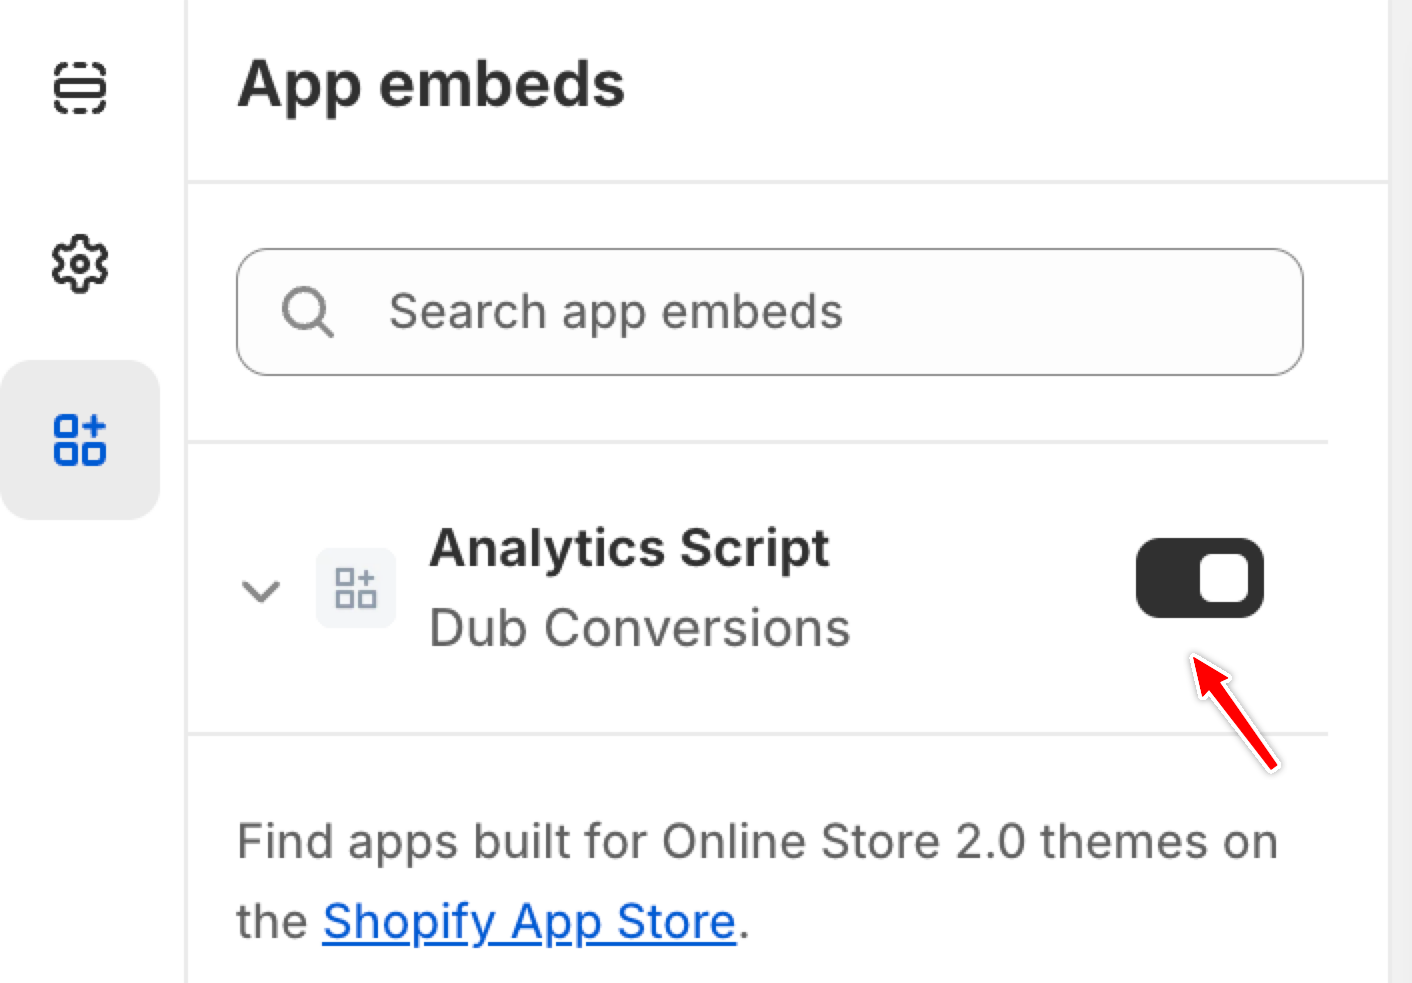 App embeds
Search app embeds
Analytics Script
Dub Conversions
Find apps built for Online Store 2.0 themes on
the Shopify App Store.